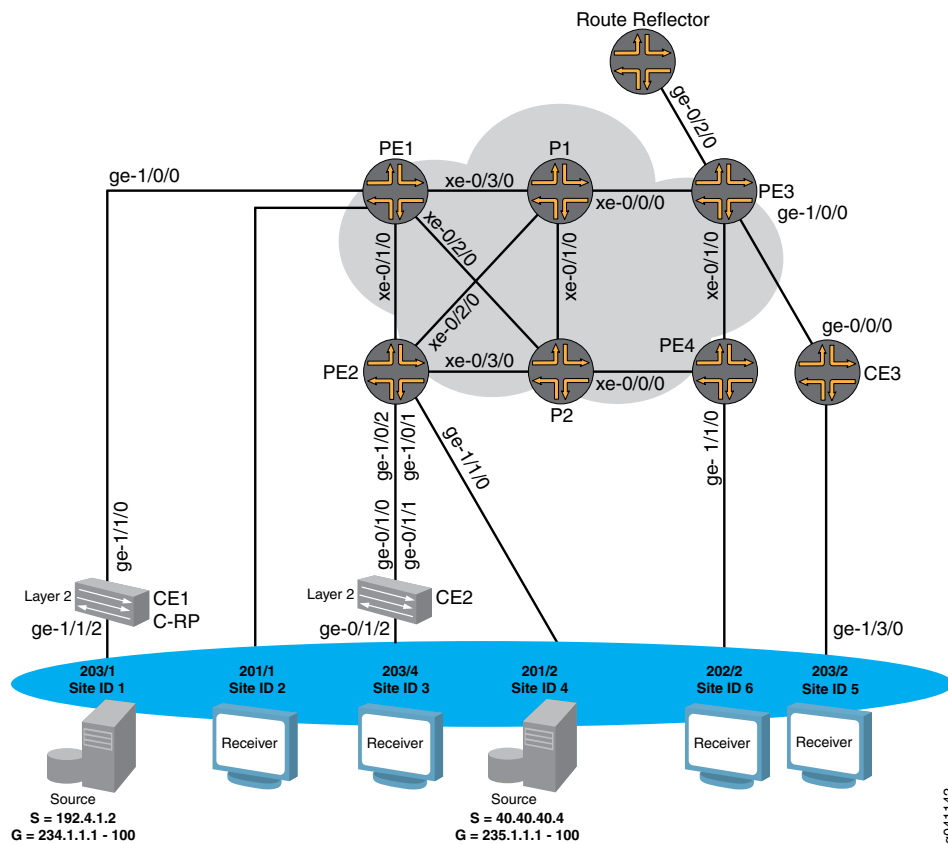 Route Reflector
ge-0/2/0
PE1
P1
PE3
ge-1/0/0
xe-0/3/0
xe-0/0/0
ge-1/0/0
xe-0/2/0
xe-0/1/0
xe-0/1/0
xe-0/1/0
xe-0/2/0
ge-0/0/0
PE2
xe-0/3/0
P2
xe-0/0/0
PE4
CE3
ge-1/0/2
ge-1/0/1
ge-1/1/0
ge- 1/1/0
ge-1/1/0
ge-0/1/0
ge-0/1/1
Layer 2
CE1
C-RP
Layer 2
CE2
ge-1/1/2
ge-0/1/2
ge-1/3/0
203/1
Site ID 1
201/1
Site ID 2
203/4
Site ID 3
201/2
Site ID 4
202/2
Site ID 6
203/2
Site ID 5
Receiver
Receiver
Receiver
Receiver
Source
S = 192.4.1.2
G = 234.1.1.1 - 100
Source
S = 40.40.40.4
G = 235.1.1.1 - 100
g041142